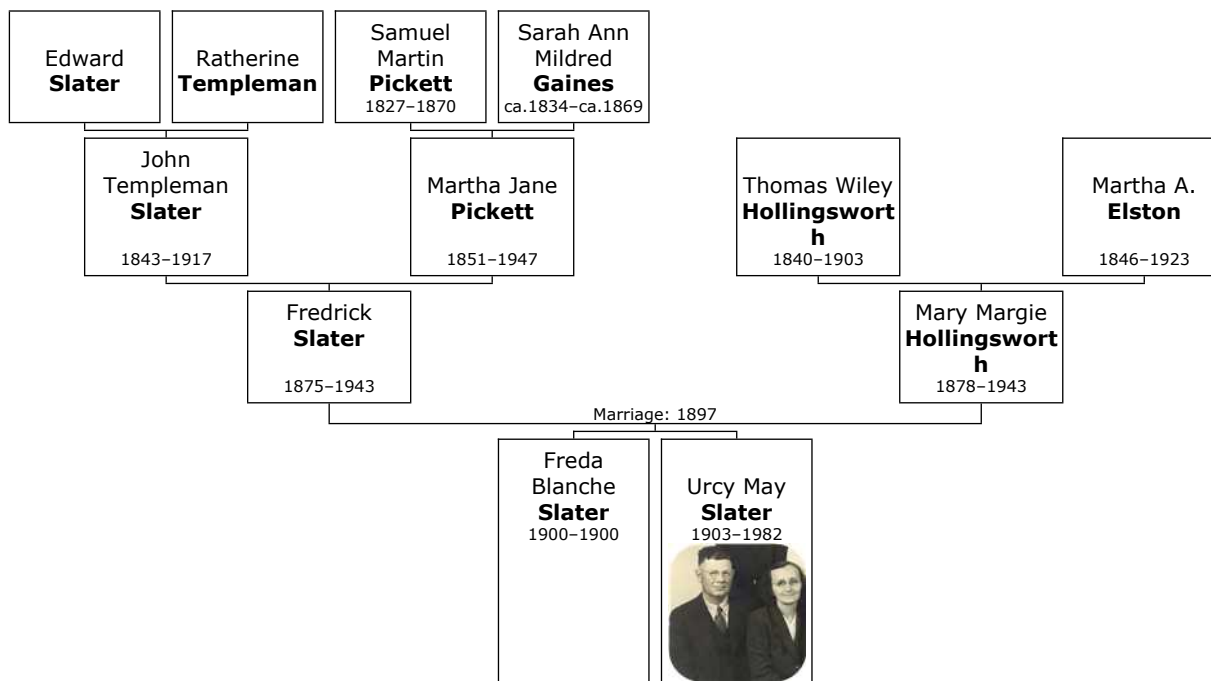 Edward
Slater
Ratherine
Templeman
Samuel
Martin
Pickett
1827–1870
Sarah Ann
Mildred
Gaines
ca.1834–ca.1869
John
Templeman
Slater
1843–1917
Martha Jane
Pickett
1851–1947
Thomas Wiley
Hollingswort
h
1840–1903
Martha A.
Elston
1846–1923
Fredrick
Slater
1875–1943
Mary Margie
Hollingswort
h
1878–1943
Marriage: 1897
Freda
Blanche
Slater
1900–1900
Urcy May
Slater
1903–1982